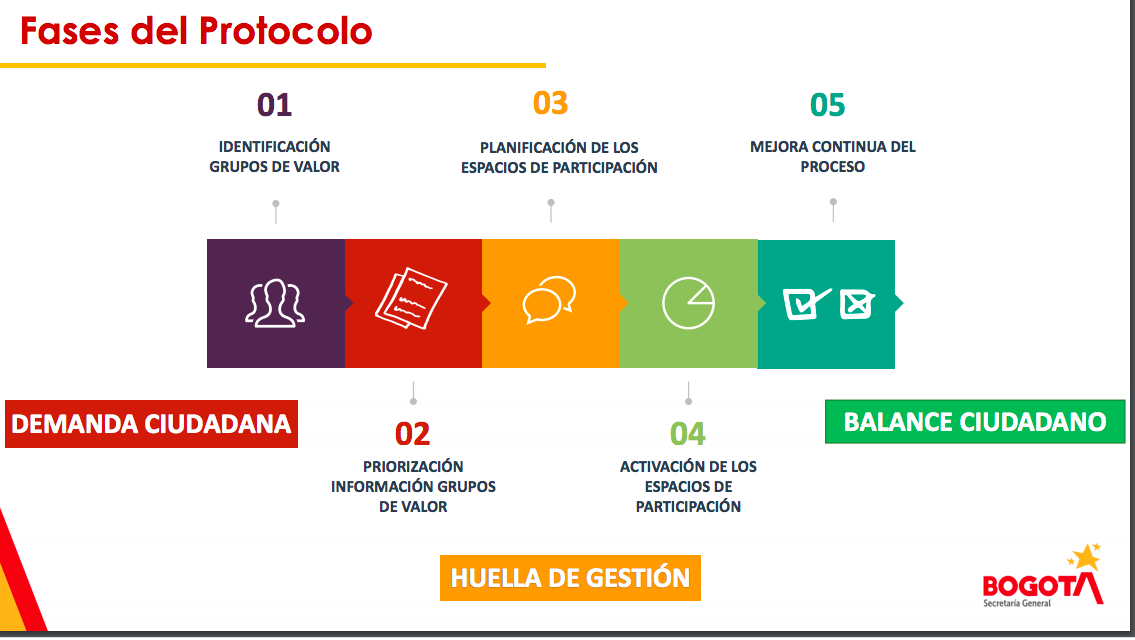 Fases del Protocolo
01
IDENTIFICACIÓN
GRUPOS DE VALOR
03
PLANIFICACIÓN DE LOS
ESPACIOS DE PARTICIPACIÓN
05
MEJORA CONTINUA DEL
PROCESO
DEMANDA CIUDADANA
02
PRIORIZACIÓN
INFORMACIÓN GRUPOS
DE VALOR
04
ACTIVACIÓN DE LOS
ESPACIOS DE
PARTICIPACIÓN
BALANCE CIUDADANO
HUELLA DE GESTIÓN
BOGOTA
Secretaría General